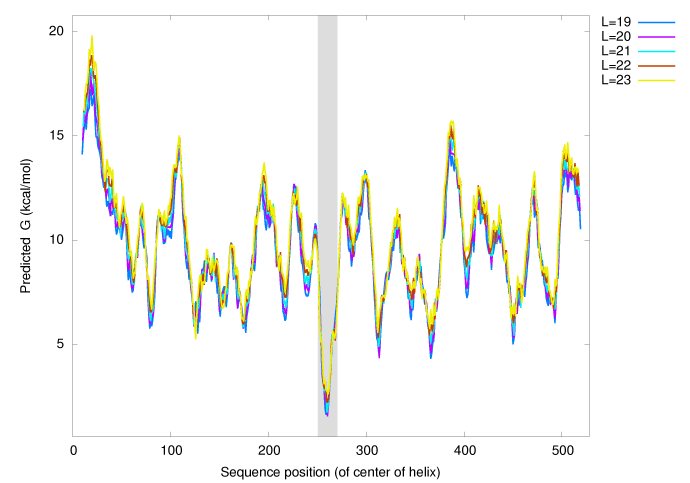 L=19
L=20
L=21
L=22
L=23
20
15
10
5
Predicted G (kcal/mol)
0 100 200 300 400 500
Sequence position (of center of helix)